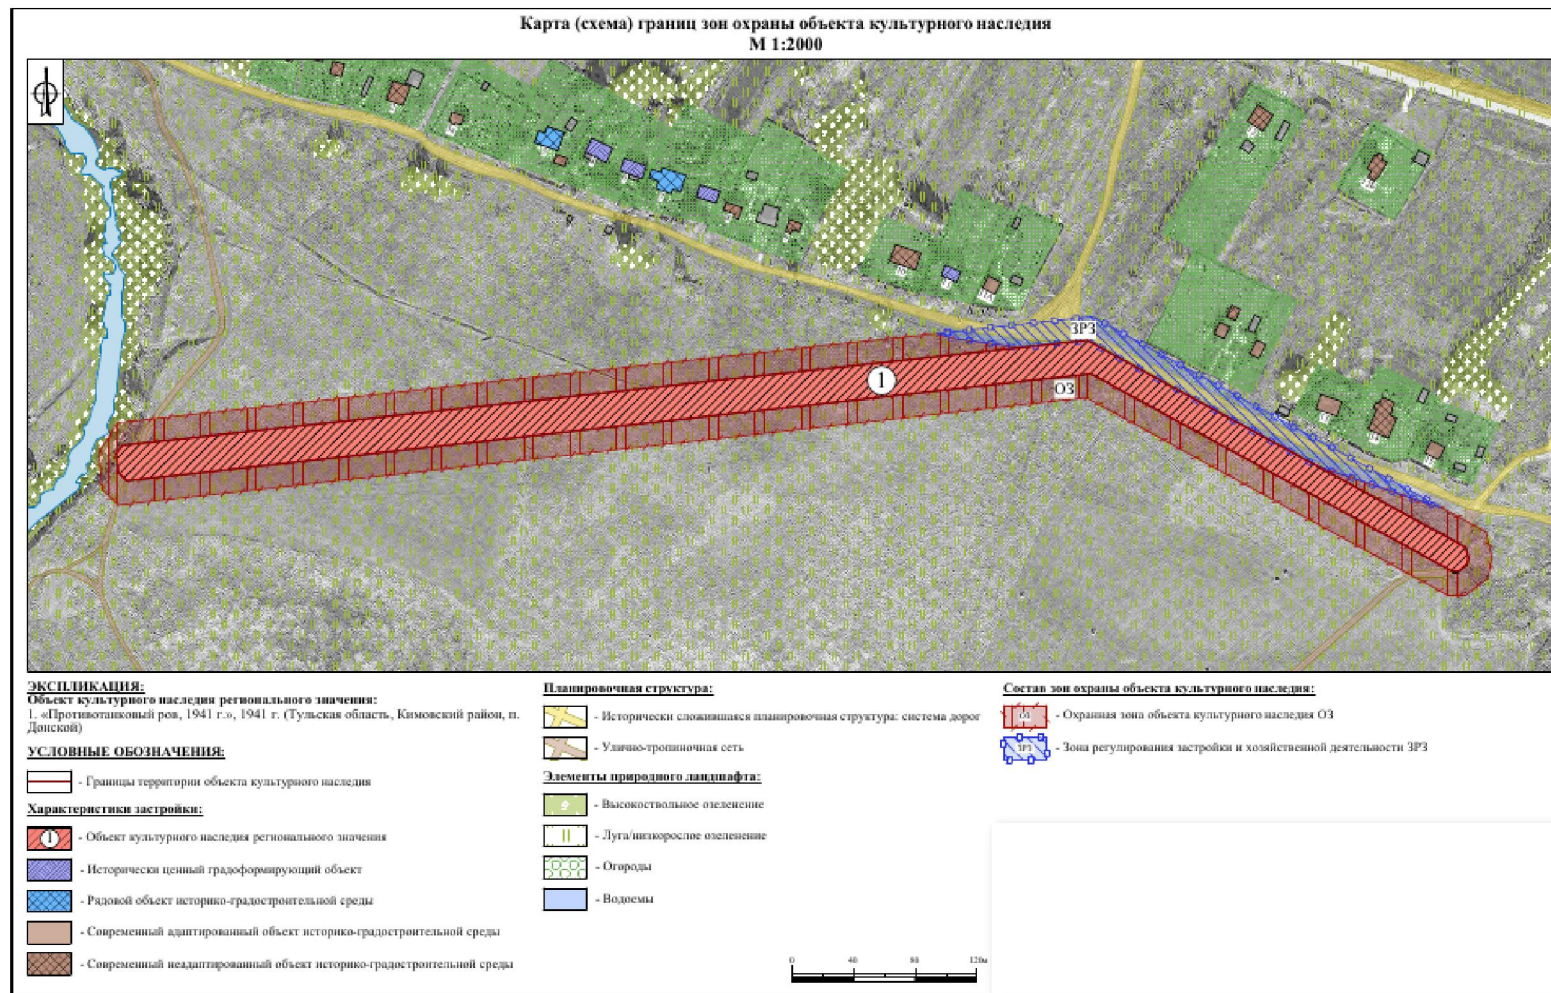 Карта (схема) границ зон охраны объекта культурного наследия
М 1:2000
ЗРЗ
1
ОЗ
ЭКСПЛИКАЦИЯ:
Объект культурного наследия регионального значения:
1. «Противотанковый ров, 1941 г.», 1941 г. (Тульская область, Кимовский район, п.
Донской)
УСЛОВНЫЕ ОБОЗНАЧЕНИЯ:
- Границы территории объекта культурного наследия
Характеристики застройки:
1 - Объект культурного наследия регионального значения
- Исторически ценный градоформирующий объект
- Рядовой объект историко-градостроительной среды
- Современный адаптированный объект историко-градостроительной среды
- Современный неадаптированный объект историко-градостроительной среды
Планировочная структура:
- Исторически сложившаяся планировочная структура: система дорог
- Улично-тропиночная сеть
Элементы природного ландшафта:
- Высокоствольное озеленение
- Луга/низкорослое озеленение
- Огороды
- Водоемы
0 40 80 120м
Состав зон охраны объекта культурного наследия:
ОЗ - Охранная зона объекта культурного наследия ОЗ
ЗРЗ - Зона регулирования застройки и хозяйственной деятельности ЗРЗ